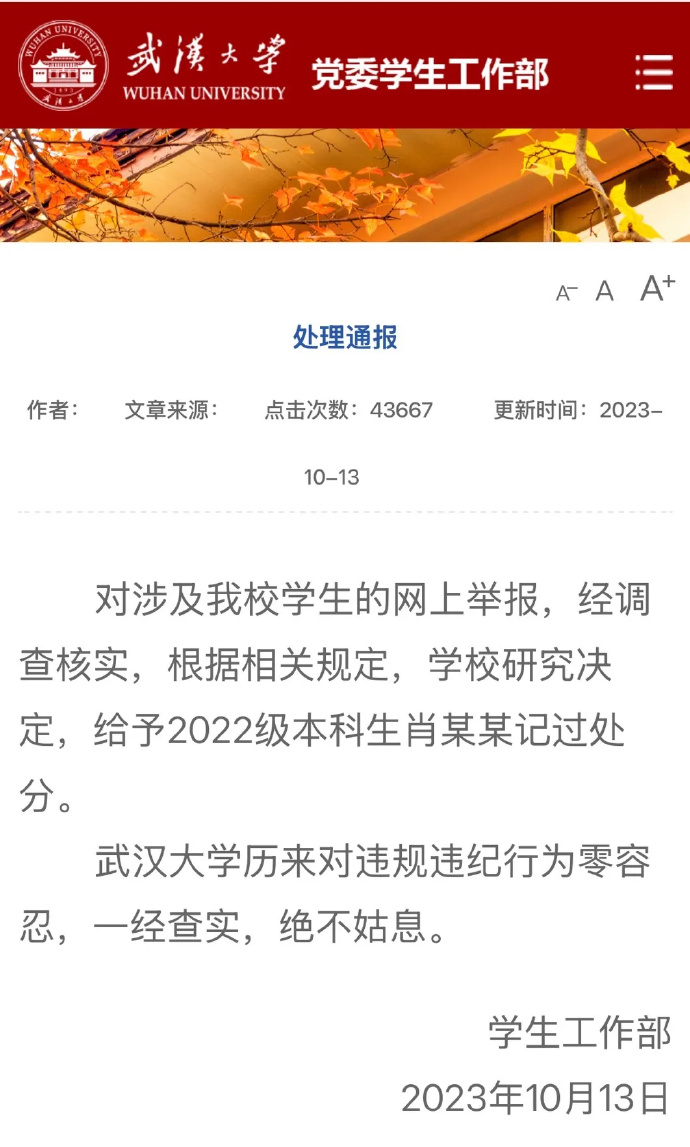 WUHAN UNIVERSITY
1893
武汉大学
武漢大学
WUHAN UNIVERSITY
党委学生工作部
A− A A+
处理通报
作者： 文章来源： 点击次数：43667 更新时间：2023-
10-13
对涉及我校学生的网上举报，经调
查核实，根据相关规定，学校研究决
定，给予2022级本科生肖某某记过处
分。
武汉大学历来对违规违纪行为零容
忍，一经查实，绝不姑息。
学生工作部
2023年10月13日